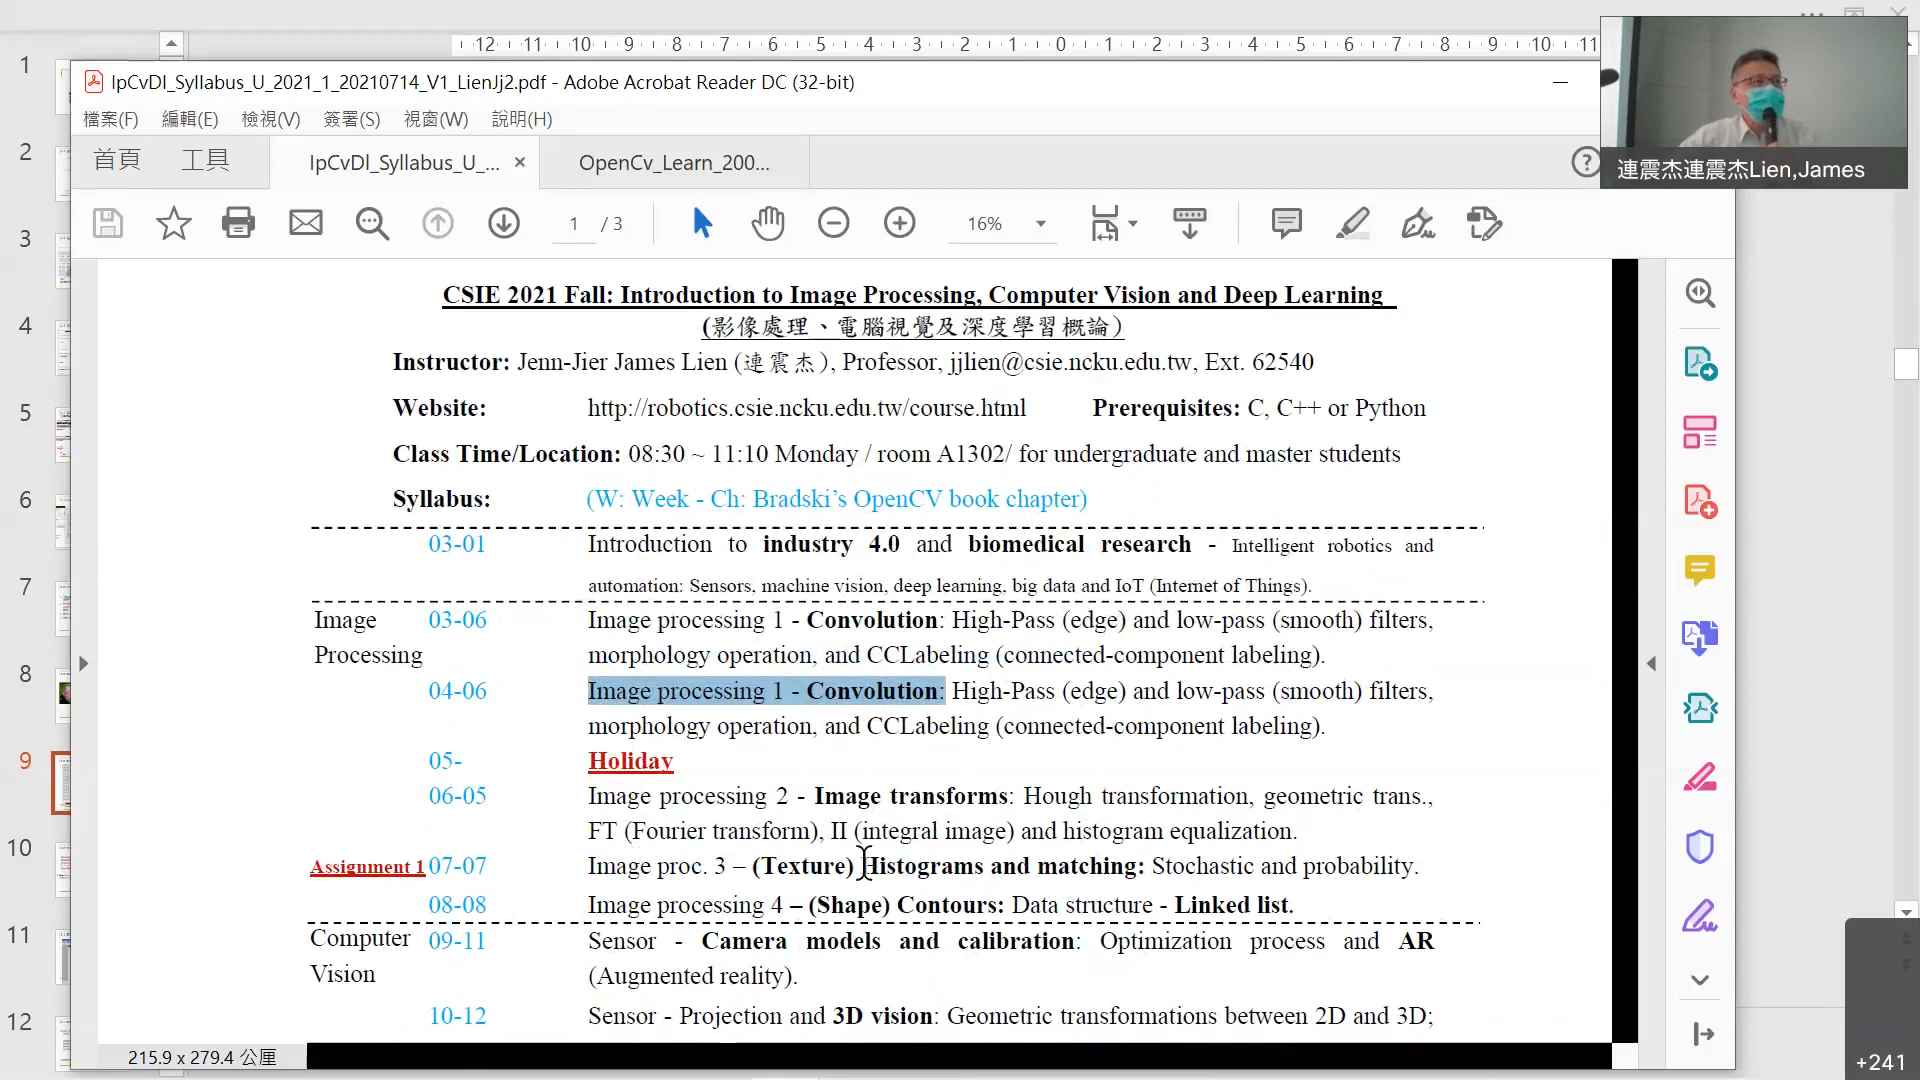 12 11 10 9 8 7 6 5 4 3 2 1 0 1 2 3 4 5 6 7 8 9 10 11
1
2
3
4
5
6
7
8
9
10
11
12
IpCvDl_Syllabus_U_2021_1_20210714_V1_LienJj2.pdf - Adobe Acrobat Reader DC (32-bit)
檔案(F) 編輯(E) 檢視(V) 簽署(S) 視窗(W) 說明(H)
首頁 工具 IpCvDl_Syllabus_U_... × OpenCv_Learn_200...
連震杰連震杰Lien,James
1 / 3 16%
CSIE 2021 Fall: Introduction to Image Processing, Computer Vision and Deep Learning
(影像處理、電腦視覺及深度學習概論)
Instructor: Jenn-Jier James Lien (連震杰), Professor, jjlien@csie.ncku.edu.tw, Ext. 62540
Website: http://robotics.csie.ncku.edu.tw/course.html Prerequisites: C, C++ or Python
Class Time/Location: 08:30 ~ 11:10 Monday / room A1302/ for undergraduate and master students
Syllabus: (W: Week - Ch: Bradski’s OpenCV book chapter)
03-01 Introduction to industry 4.0 and biomedical research - Intelligent robotics and
automation: Sensors, machine vision, deep learning, big data and IoT (Internet of Things).
Image 03-06 Image processing 1 - Convolution: High-Pass (edge) and low-pass (smooth) filters,
Processing morphology operation, and CCLabeling (connected-component labeling).
04-06 Image processing 1 - Convolution: High-Pass (edge) and low-pass (smooth) filters,
morphology operation, and CCLabeling (connected-component labeling).
05- Holiday
06-05 Image processing 2 - Image transforms: Hough transformation, geometric trans.,
FT (Fourier transform), II (integral image) and histogram equalization.
Assignment 1 07-07 Image proc. 3 – (Texture) Histograms and matching: Stochastic and probability.
08-08 Image processing 4 – (Shape) Contours: Data structure - Linked list.
Computer 09-11 Sensor - Camera models and calibration: Optimization process and AR
Vision (Augmented reality).
10-12 Sensor - Projection and 3D vision: Geometric transformations between 2D and 3D;
215.9 x 279.4 公厘
+241